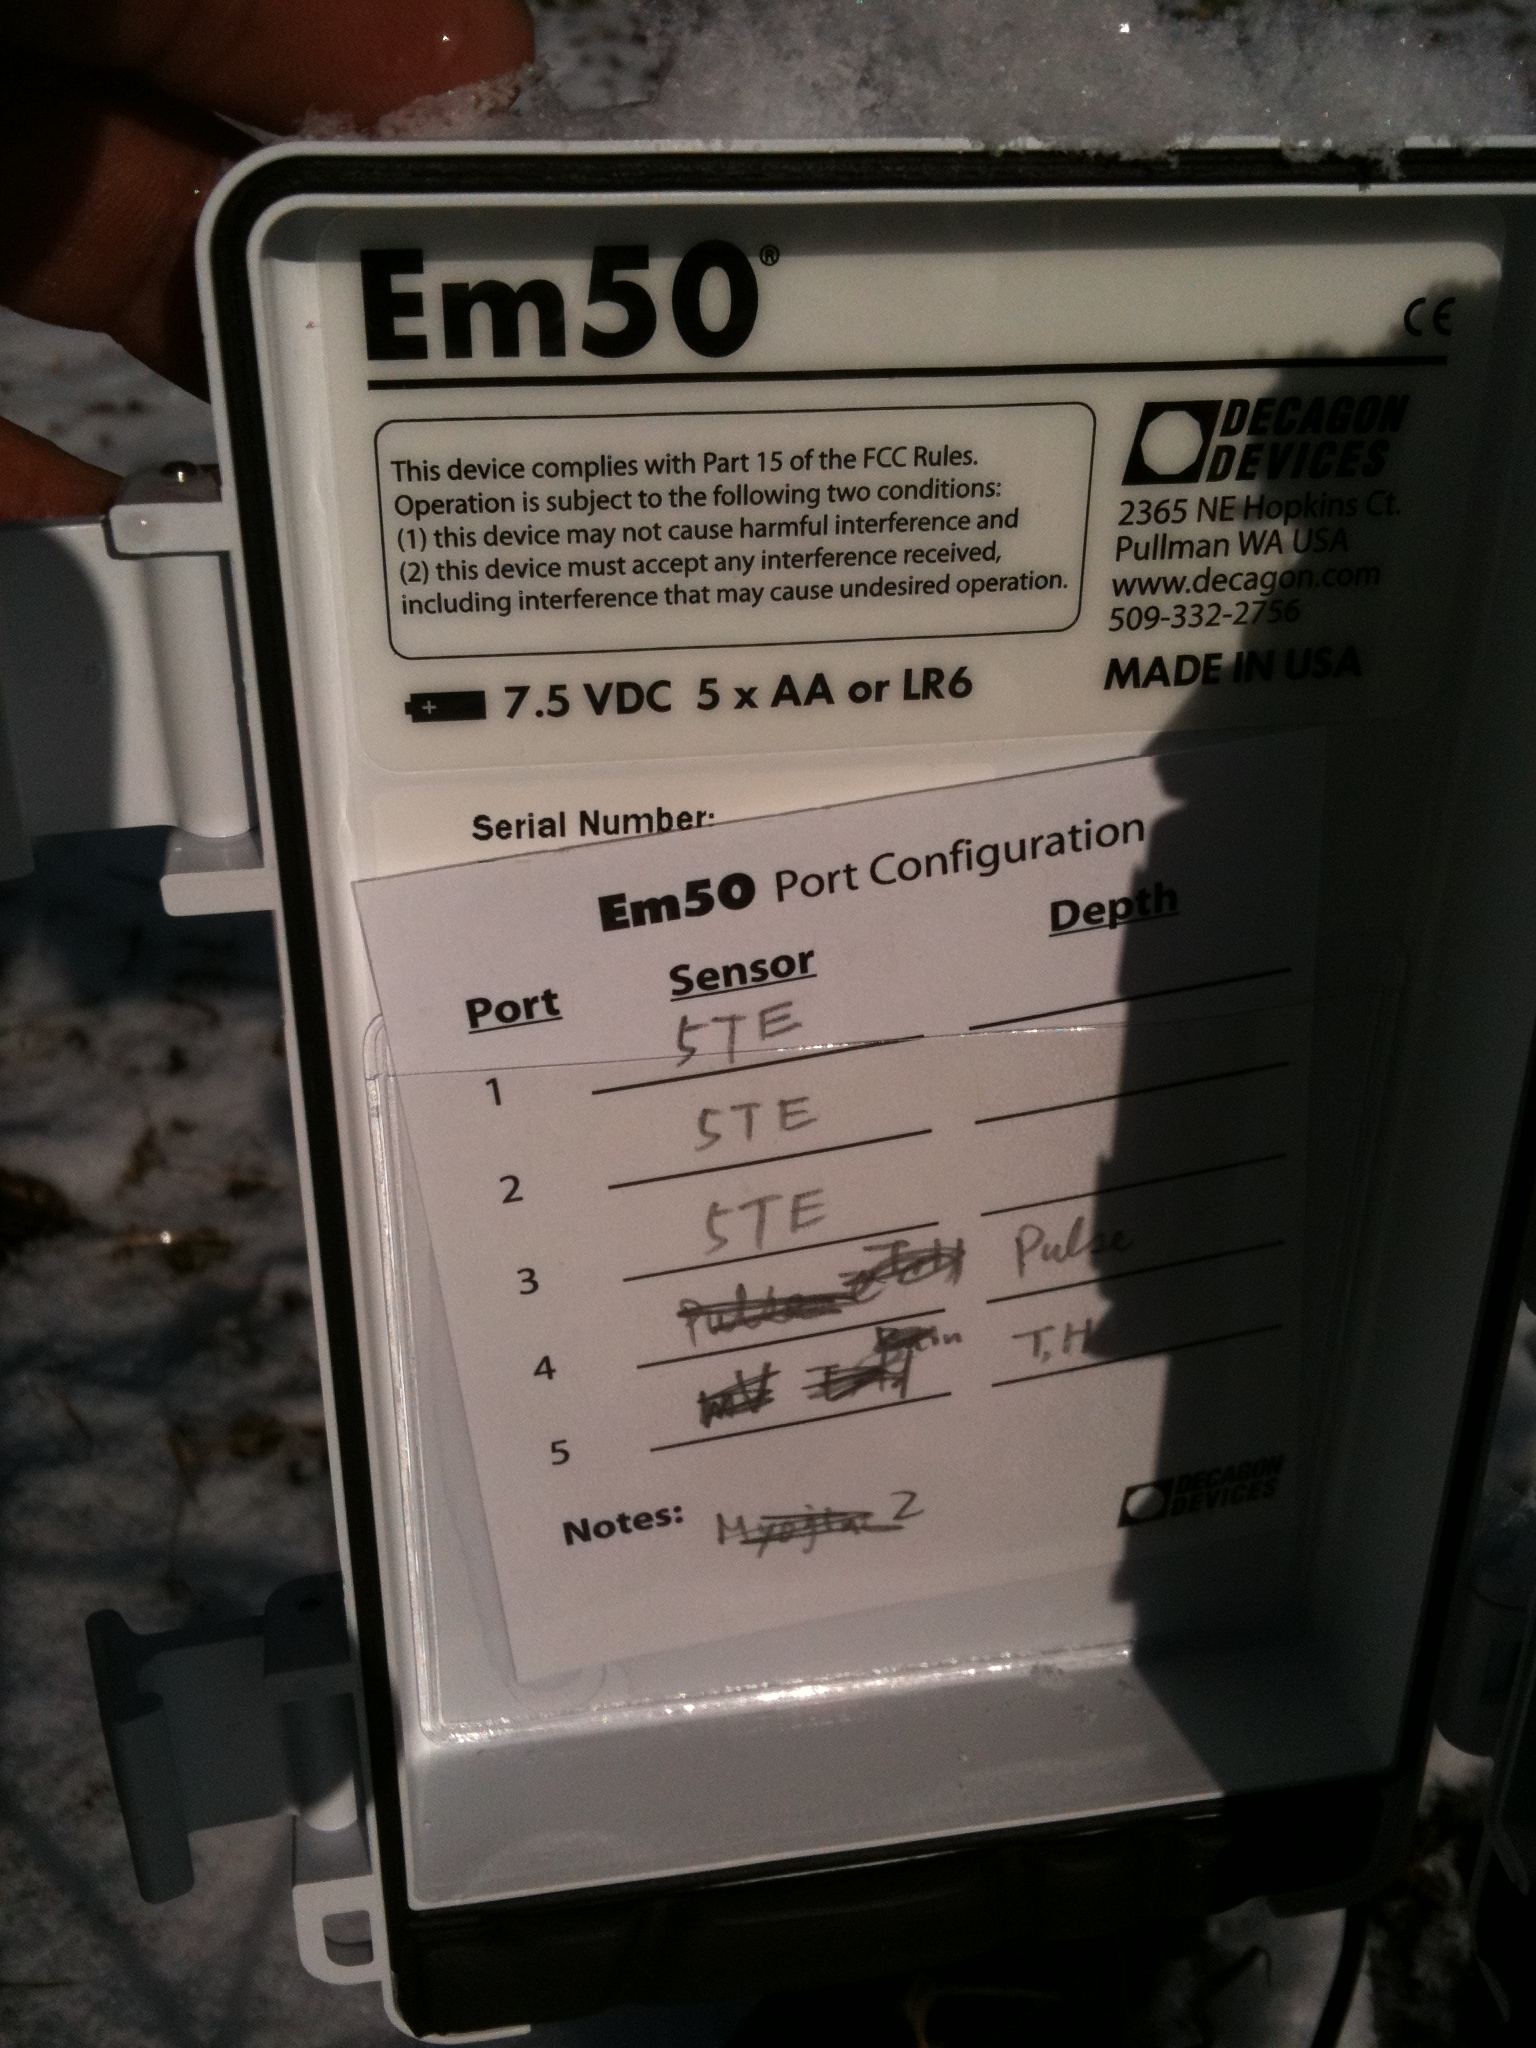 Em50®
CE
This device complies with Part 15 of the FCC Rules.
Operation is subject to the following two conditions:
(1) this device may not cause harmful interference and
(2) this device must accept any interference received,
including interference that may cause undesired operation.
DECAGON
DEVICES
2365 NE Hopkins Ct.
Pullman WA USA
www.decagon.com
509-332-2756
MADE IN USA
7.5 VDC 5 x AA or LR6
Serial Number:
Em50 Port Configuration
Port Sensor Depth
1 5TE
2 5TE
3 5TE
4 Pulse
5 T,H
Notes: 2
DECAGON
DEVICES